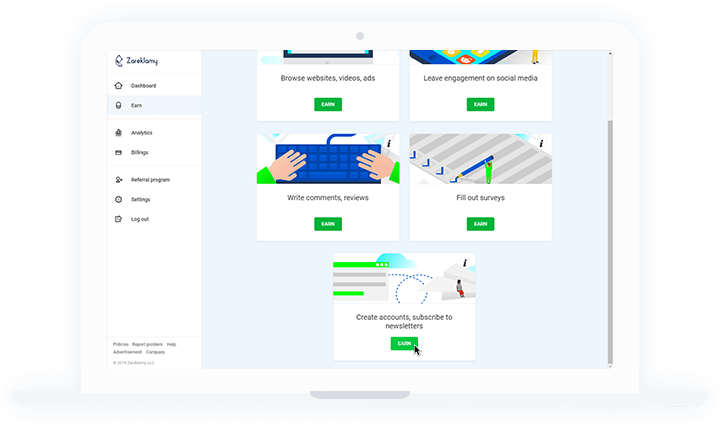 Zareklamy
Dashboard
Earn
Analytics
Billings
Referral program
Settings
Log out
Policies Report problem Help
Advertisement Company
© 2019 Zareklamy LLC
Browse websites, videos, ads
EARN
Leave engagement on social media
EARN
i
Write comments, reviews
EARN
i
Fill out surveys
EARN
i
Create accounts, subscribe to
newsletters
EARN